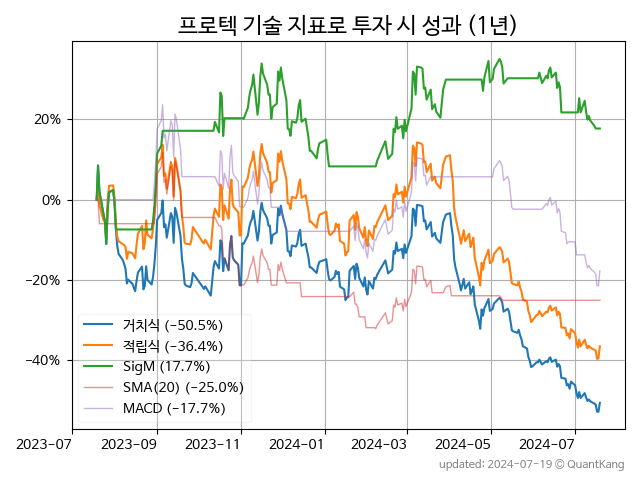 프로텍 기술 지표로 투자 시 성과 (1년)
20%
0%
−20%
−40%
거치식 (−50.5%)
적립식 (−36.4%)
SigM (17.7%)
SMA(20) (−25.0%)
MACD (−17.7%)
2023-07
2023-09
2023-11
2024-01
2024-03
2024-05
2024-07
updated: 2024-07-19 © QuantKang